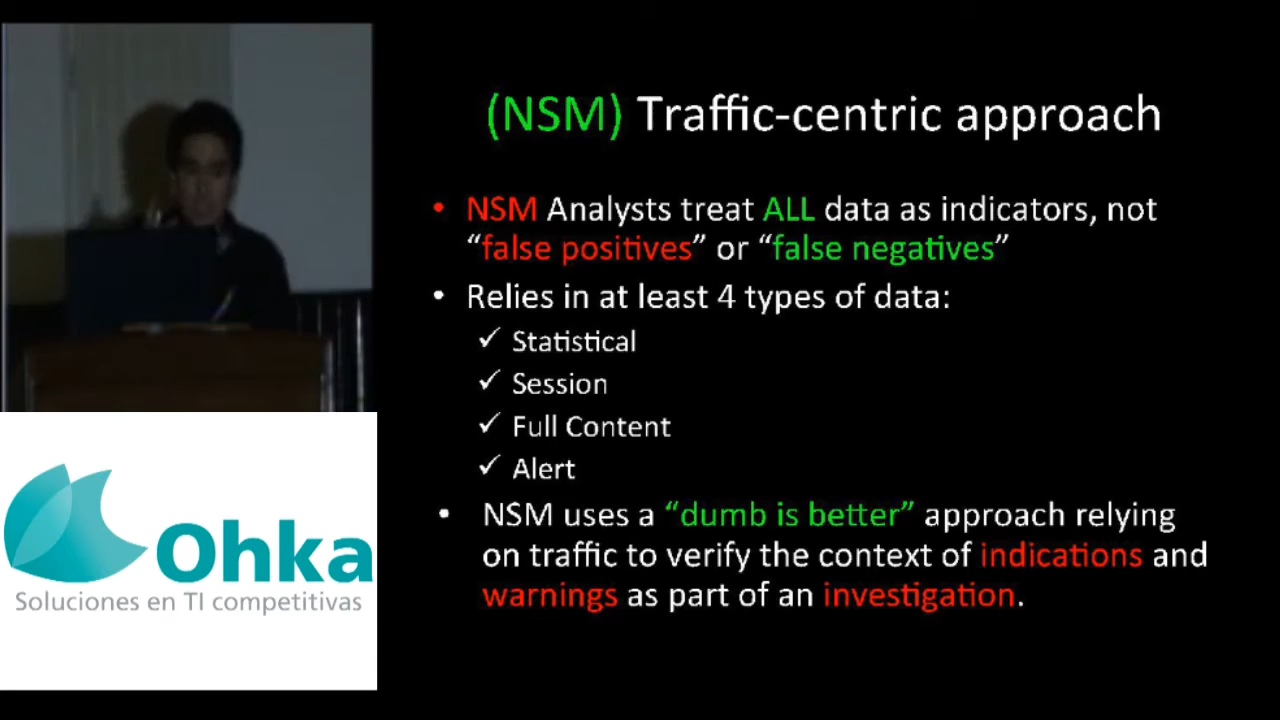 (NSM) Traffic-centric approach
• NSM Analysts treat ALL data as indicators, not
“false positives” or “false negatives”
• Relies in at least 4 types of data:
✓ Statistical
✓ Session
✓ Full Content
✓ Alert
• NSM uses a “dumb is better” approach relying
on traffic to verify the context of indications and
warnings as part of an investigation.
Ohka
Soluciones en TI competitivas